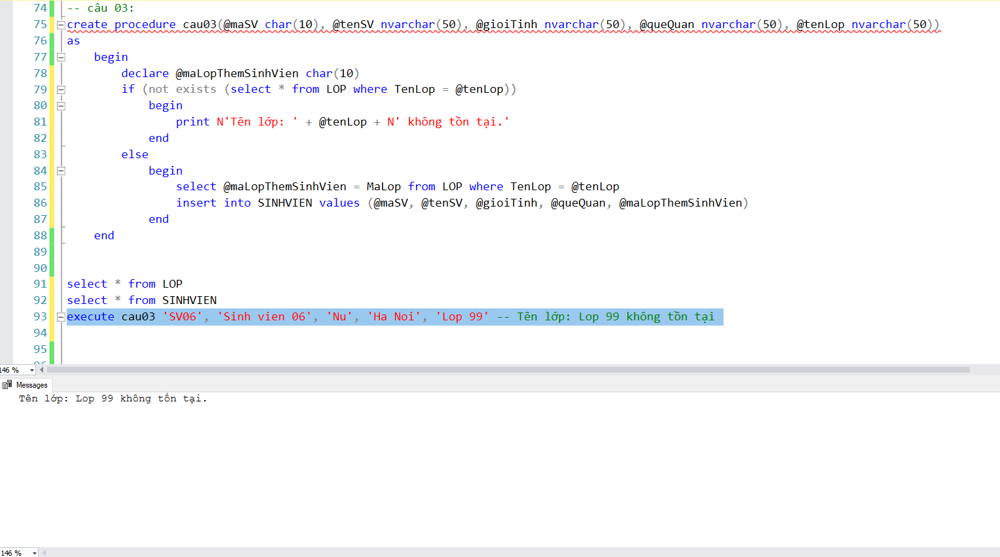 74 -- câu 03:
75 create procedure cau03(@maSV char(10), @tenSV nvarchar(50), @gioiTinh nvarchar(50), @queQuan nvarchar(50), @tenLop nvarchar(50))
76 as
77 begin
78 declare @maLopThemSinhVien char(10)
79 if (not exists (select * from LOP where TenLop = @tenLop))
80 begin
81 print N'Tên lớp: ' + @tenLop + N' không tồn tại.'
82 end
83 else
84 begin
85 select @maLopThemSinhVien = MaLop from LOP where TenLop = @tenLop
86 insert into SINHVIEN values (@maSV, @tenSV, @gioiTinh, @queQuan, @maLopThemSinhVien)
87 end
88 end
89
90
91 select * from LOP
92 select * from SINHVIEN
93 execute cau03 'SV06', 'Sinh vien 06', 'Nu', 'Ha Noi', 'Lop 99' -- Tên lớp: Lop 99 không tồn tại
94
95
146 %
Messages
Tên lớp: Lop 99 không tồn tại.
146 %